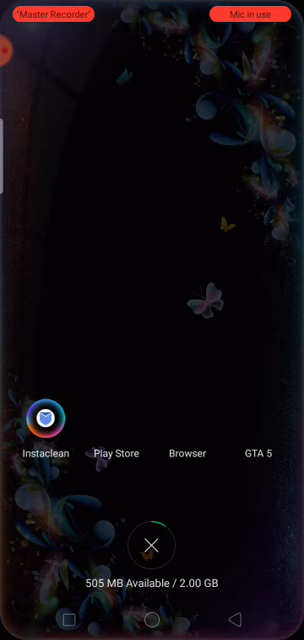 "Master Recorder"
Mic in use
Instaclean
Play Store
Browser
GTA 5
505 MB Available / 2.00 GB